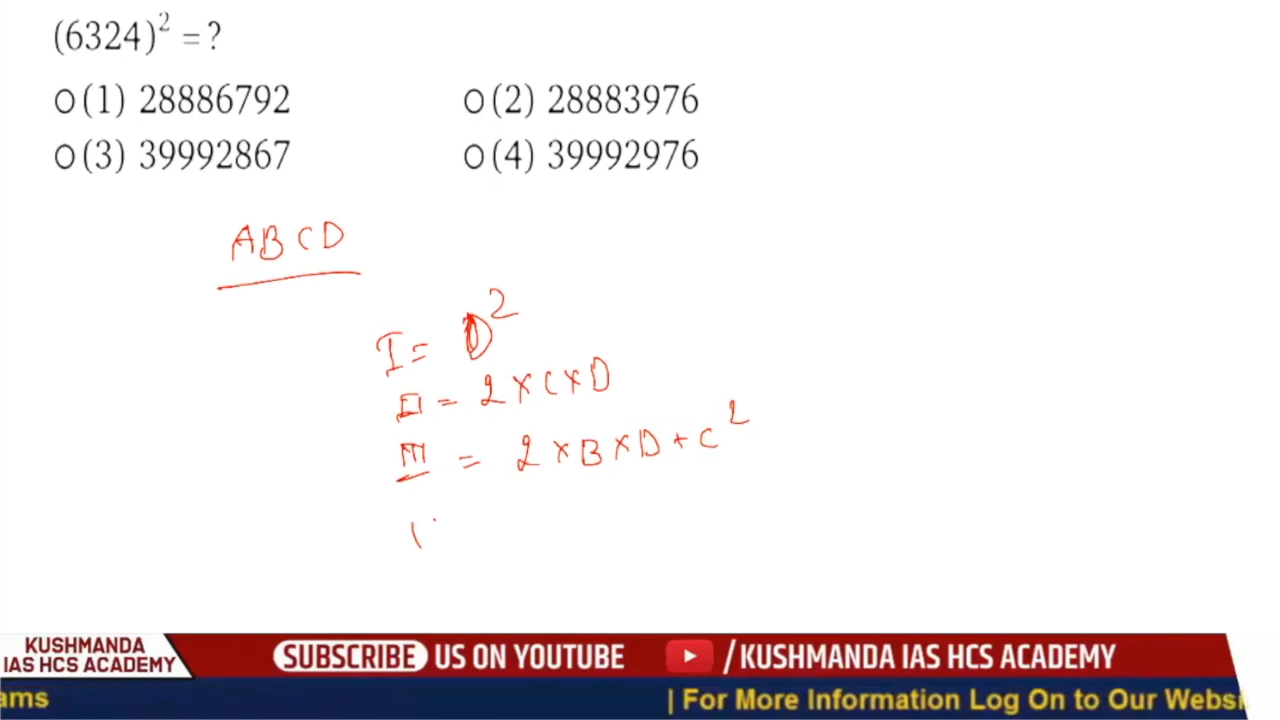 (6324)² = ?
(1) 28886792
(2) 28883976
(3) 39992867
(4) 39992976
ABCD
I = D²
II = 2 × C × D
III = 2 × B × D + C²
KUSHMANDA
IAS HCS ACADEMY
SUBSCRIBE US ON YOUTUBE
/KUSHMANDA IAS HCS ACADEMY
ams
| For More Information Log On to Our Websi